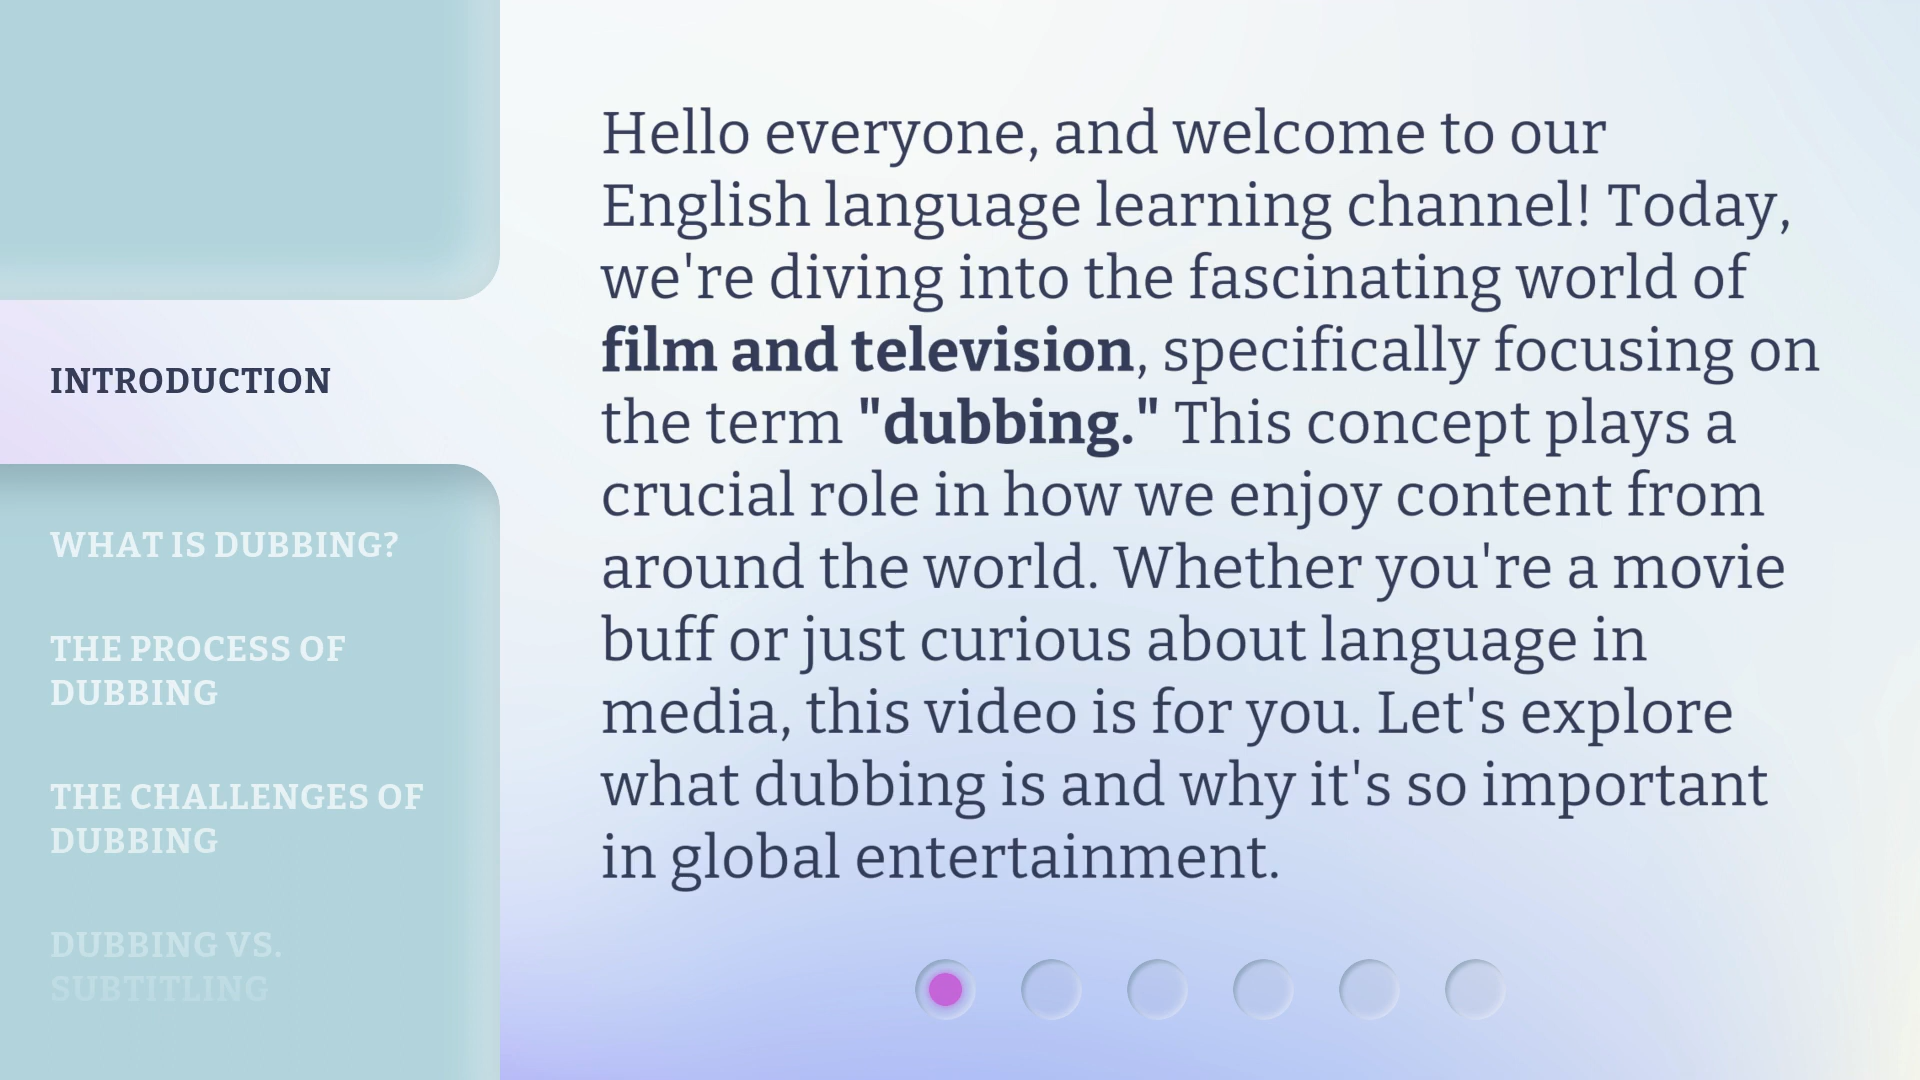 INTRODUCTION
WHAT IS DUBBING?
THE PROCESS OF
DUBBING
THE CHALLENGES OF
DUBBING
DUBBING VS.
SUBTITLING
Hello everyone, and welcome to our
English language learning channel! Today,
we're diving into the fascinating world of
film and television, specifically focusing on
the term "dubbing." This concept plays a
crucial role in how we enjoy content from
around the world. Whether you're a movie
buff or just curious about language in
media, this video is for you. Let's explore
what dubbing is and why it's so important
in global entertainment.